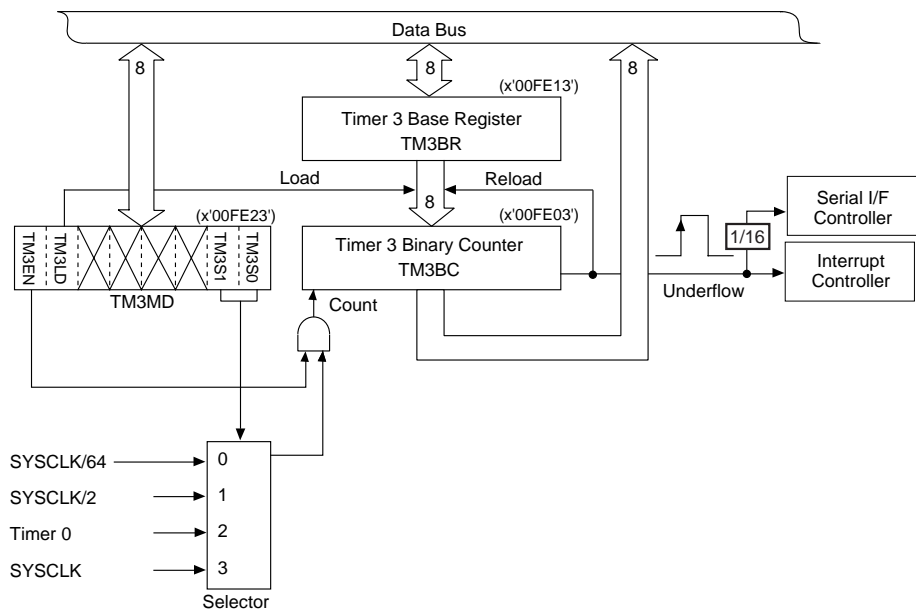 Data Bus
8
8
8
(x'00FE13')
Timer 3 Base Register
TM3BR
Load
8
Reload
(x'00FE23')
(x'00FE03')
Serial I/F
Controller
TM3EN
TM3LD
TM3S1
TM3S0
Timer 3 Binary Counter
TM3BC
1/16
Interrupt
Controller
TM3MD
Count
Underflow
SYSCLK/64
0
SYSCLK/2
1
Timer 0
2
SYSCLK
3
Selector